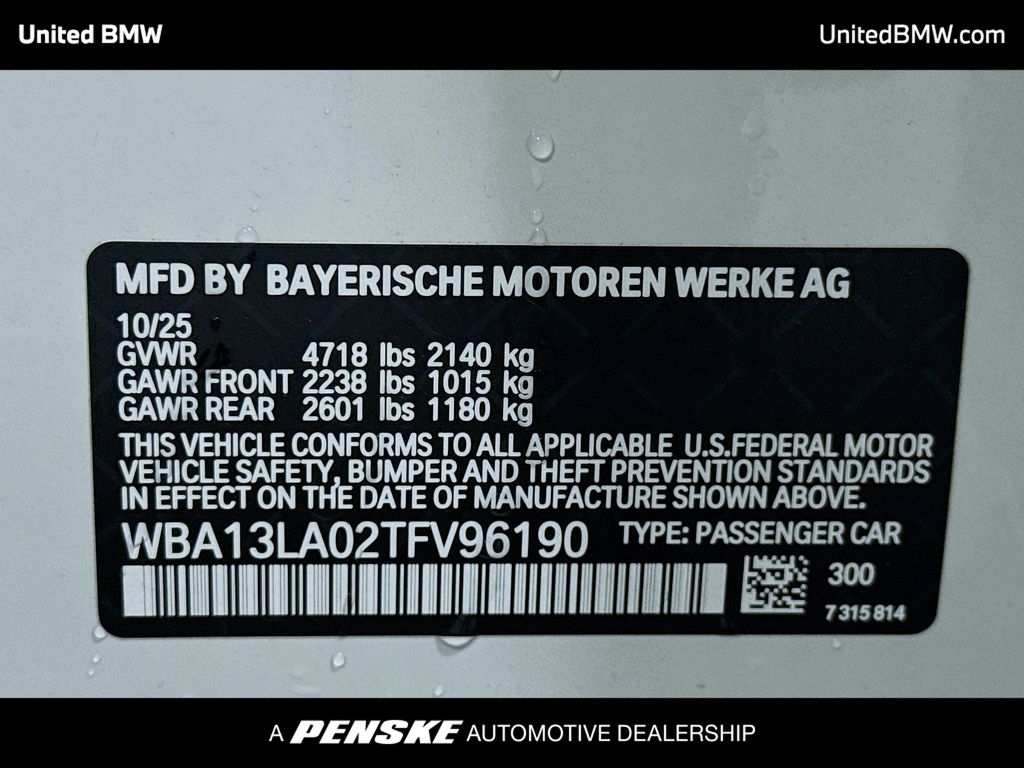 United BMW
UnitedBMW.com
MFD BY BAYERISCHE MOTOREN WERKE AG
10/25
GVWR 4718 lbs 2140 kg
GAWR FRONT 2238 lbs 1015 kg
GAWR REAR 2601 lbs 1180 kg
THIS VEHICLE CONFORMS TO ALL APPLICABLE U.S.FEDERAL MOTOR
VEHICLE SAFETY, BUMPER AND THEFT PREVENTION STANDARDS
IN EFFECT ON THE DATE OF MANUFACTURE SHOWN ABOVE.
WBA13LA02TFV96190 TYPE: PASSENGER CAR
300
7 315 814
A PENSKE AUTOMOTIVE DEALERSHIP